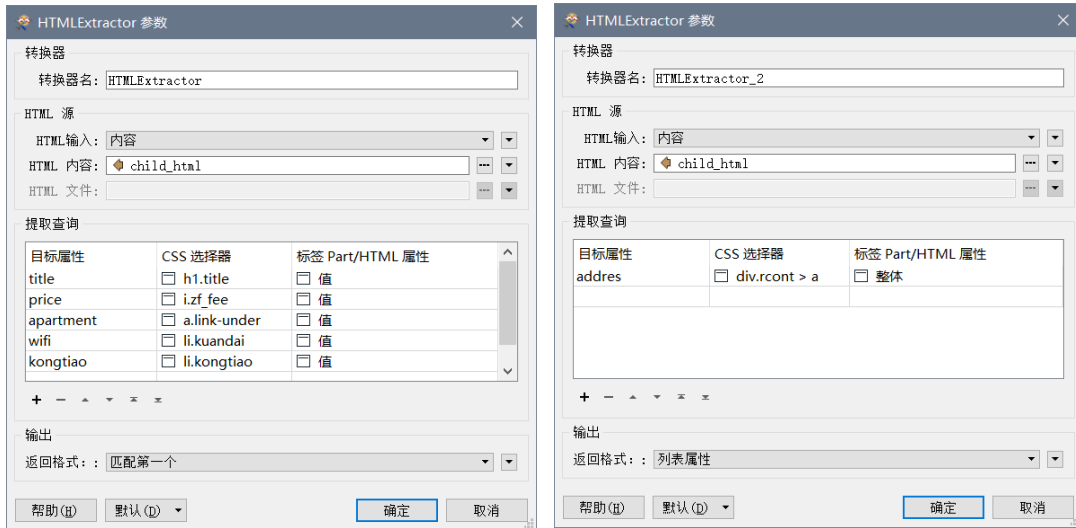 HTMLExtractor 参数
转换器
转换器名: HTMLExtractor
HTML 源
HTML输入: 内容
HTML 内容: child_html
HTML 文件:
提取查询
目标属性 CSS 选择器 标签 Part/HTML 属性
title h1.title 值
price i.zf_fee 值
apartment a.link-under 值
wifi li.kuandai 值
kongtiao li.kongtiao 值
输出
返回格式: : 匹配第一个
帮助(H) 默认(D) 确定 取消
HTMLExtractor 参数
转换器
转换器名: HTMLExtractor_2
HTML 源
HTML输入: 内容
HTML 内容: child_html
HTML 文件:
提取查询
目标属性 CSS 选择器 标签 Part/HTML 属性
addres div.rcont > a 整体
输出
返回格式: : 列表属性
帮助(H) 默认(D) 确定 取消